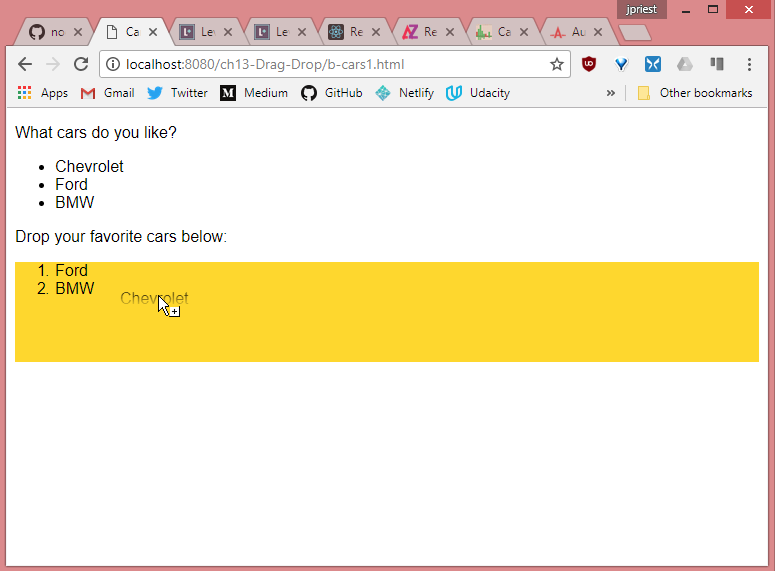 jpriest
no Ca Lev Lev Re Re Ca Au
localhost:8080/ch13-Drag-Drop/b-cars1.html
Apps Gmail Twitter Medium GitHub Netlify Udacity » Other bookmarks
What cars do you like?
• Chevrolet
• Ford
• BMW
Drop your favorite cars below:
1. Ford
2. BMW
Chevrolet